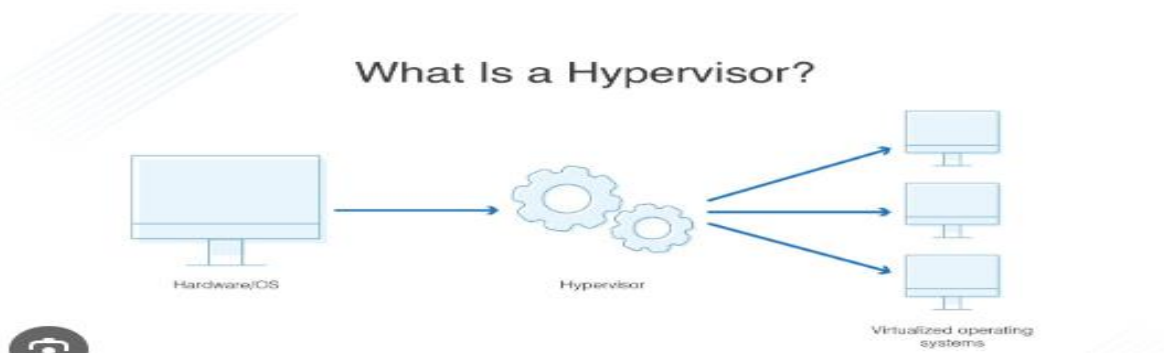 What Is a Hypervisor?
Hardware/OS
Hypervisor
Virtualized operating
systems